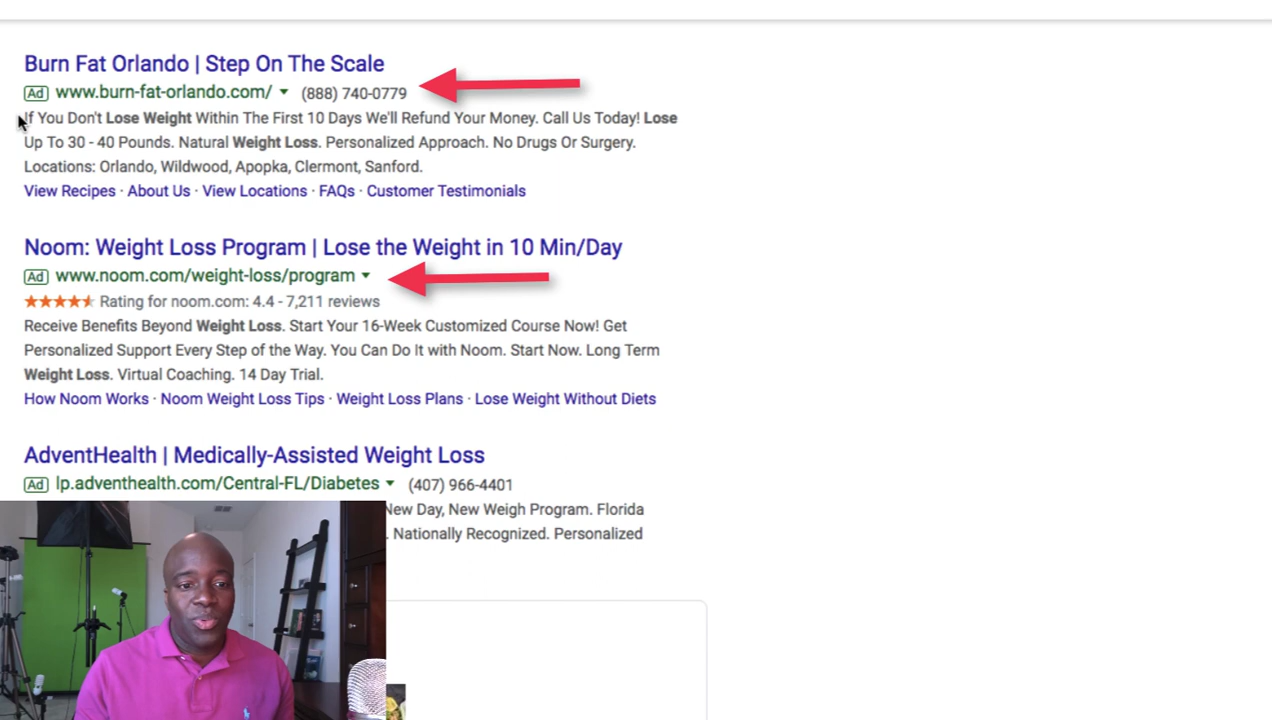 Burn Fat Orlando | Step On The Scale
Ad www.burn-fat-orlando.com/ (888) 740-0779
If You Don't Lose Weight Within The First 10 Days We'll Refund Your Money. Call Us Today! Lose
Up To 30 - 40 Pounds. Natural Weight Loss. Personalized Approach. No Drugs Or Surgery.
Locations: Orlando, Wildwood, Apopka, Clermont, Sanford.
View Recipes · About Us · View Locations · FAQs · Customer Testimonials
Noom: Weight Loss Program | Lose the Weight in 10 Min/Day
Ad www.noom.com/weight-loss/program
Rating for noom.com: 4.4 - 7,211 reviews
Receive Benefits Beyond Weight Loss. Start Your 16-Week Customized Course Now! Get
Personalized Support Every Step of the Way. You Can Do It with Noom. Start Now. Long Term
Weight Loss. Virtual Coaching. 14 Day Trial.
How Noom Works · Noom Weight Loss Tips · Weight Loss Plans · Lose Weight Without Diets
AdventHealth | Medically-Assisted Weight Loss
Ad lp.adventhealth.com/Central-FL/Diabetes (407) 966-4401
New Day, New Weigh Program. Florida
. Nationally Recognized. Personalized